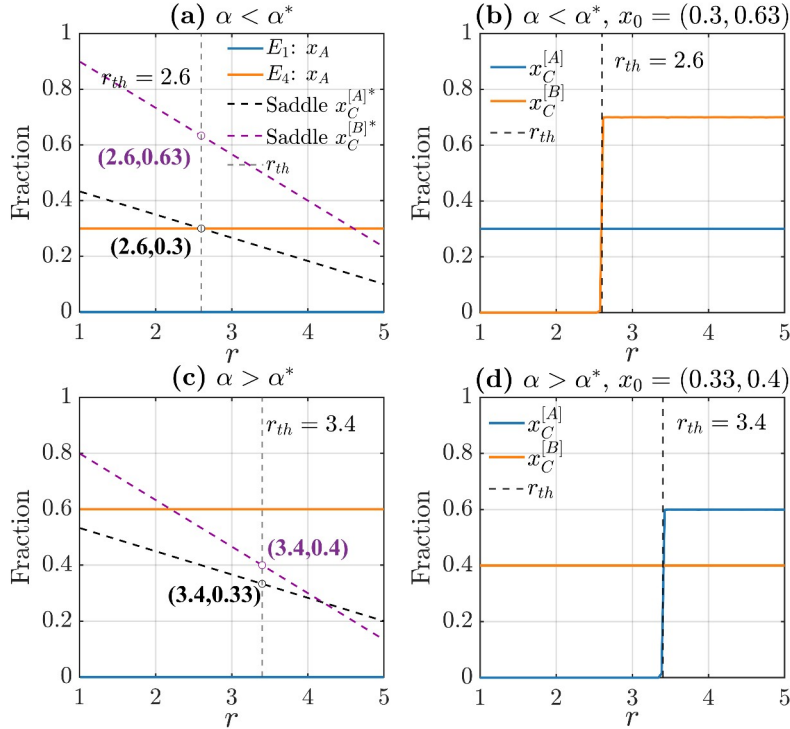 (a) α < α*
1
0.8
0.6
0.4
0.2
0
Fraction
r_th = 2.6
E₁: x_A
E₄: x_A
Saddle x_C^[A]*
Saddle x_C^[B]*
r_th
(2.6,0.63)
(2.6,0.3)
1 2 3 4 5
r
(b) α < α*, x₀ = (0.3, 0.63)
1
0.8
0.6
0.4
0.2
0
Fraction
x_C^[A]
x_C^[B]
r_th
r_th = 2.6
1 2 3 4 5
r
(c) α > α*
1
0.8
0.6
0.4
0.2
0
Fraction
r_th = 3.4
(3.4,0.4)
(3.4,0.33)
1 2 3 4 5
r
(d) α > α*, x₀ = (0.33, 0.4)
1
0.8
0.6
0.4
0.2
0
Fraction
x_C^[A]
x_C^[B]
r_th
r_th = 3.4
1 2 3 4 5
r